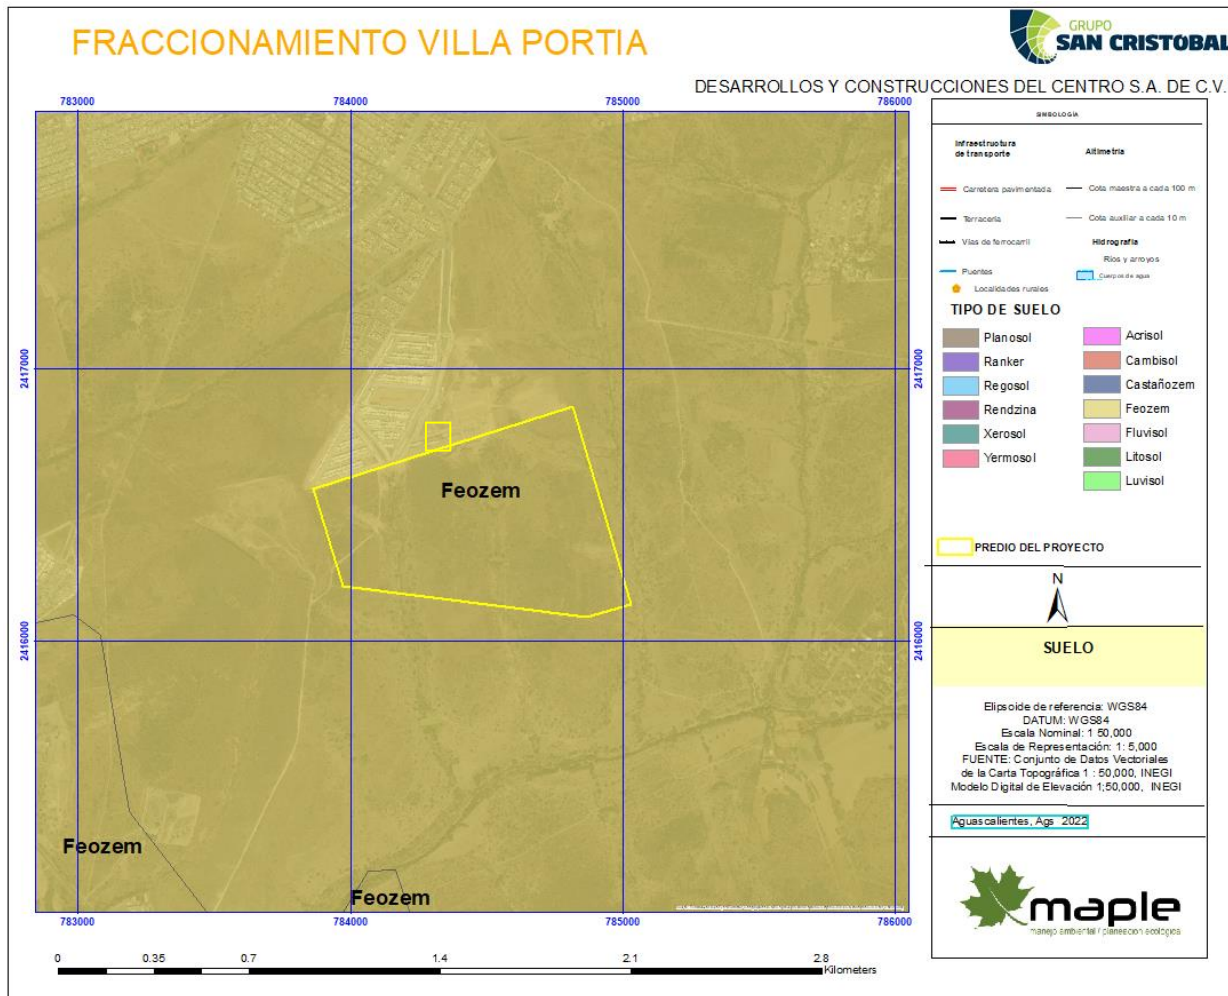 FRACCIONAMIENTO VILLA PORTIA
GRUPO
SAN CRISTOBAL
DESARROLLOS Y CONSTRUCCIONES DEL CENTRO S.A. DE C.V.
783000 784000 785000 786000
2417000 2417000
2416000 2416000
Feozem
Feozem
Feozem
783000 784000 785000 786000
0 0.35 0.7 1.4 2.1 2.8
Kilometers
SIMBOLOGÍA
Infraestructura
de transporte
Altimetria
Carretera pavimentada
Cota maestra a cada 100 m
Terraceria
Cota auxiliar a cada 10 m
Vías de ferrocarril
Hidrografia
Ríos y arroyos
Puentes
Cuerpos de agua
Localidades rurales
TIPO DE SUELO
Planosol
Acrisol
Ranker
Cambisol
Regosol
Castañozem
Rendzina
Feozem
Xerosol
Fluvisol
Yermosol
Litosol
Luvisol
PREDIO DEL PROYECTO
N
SUELO
Elipsoide de referencia: WGS84
DATUM: WGS84
Escala Nominal: 1 50,000
Escala de Representación: 1: 5,000
FUENTE: Conjunto de Datos Vectoriales
de la Carta Topográfica 1 : 50,000, INEGI
Modelo Digital de Elevación 1;50,000, INEGI
Aguascalientes, Ags 2022
maple
manejo ambiental / planeación ecológica